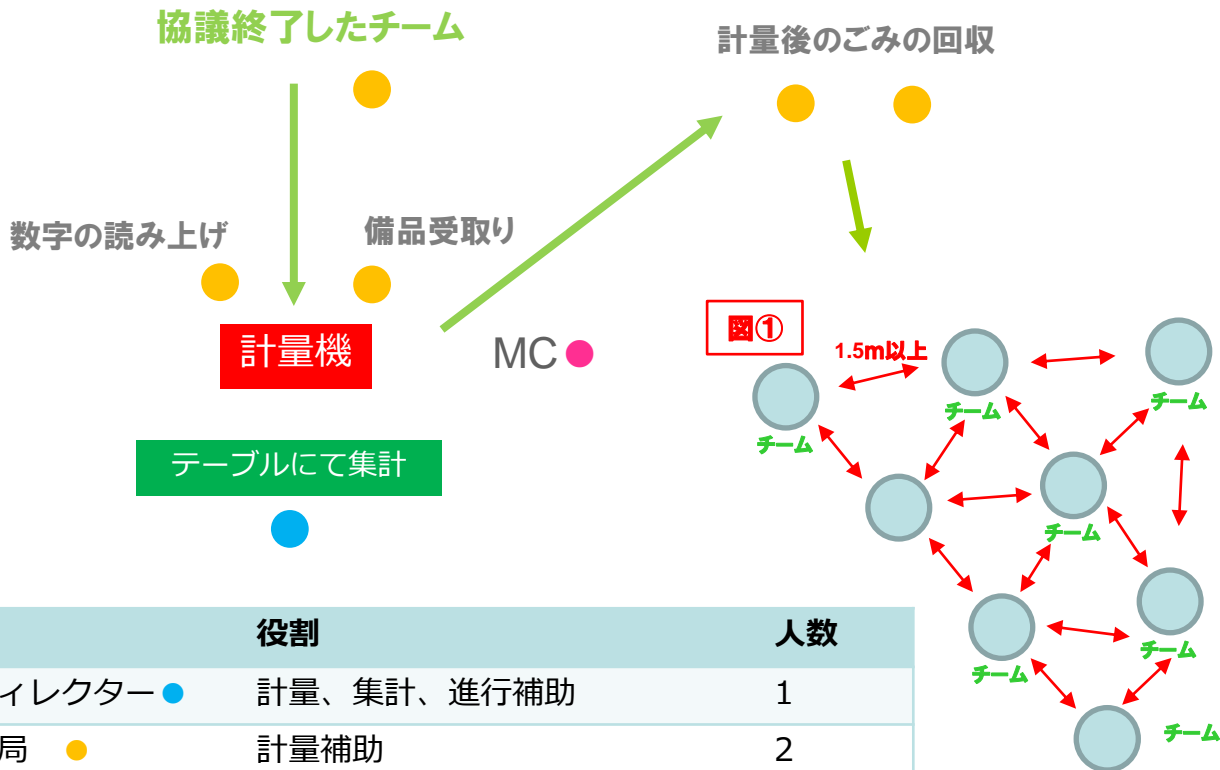 協議終了したチーム
計量後のごみの回収
数字の読み上げ
備品受取り
計量機
MC
テーブルにて集計
図①
1.5m以上
チーム
チーム
チーム
チーム
チーム
チーム
チーム
役割 人数
ィレクター 計量、集計、進行補助 1
局 計量補助 2